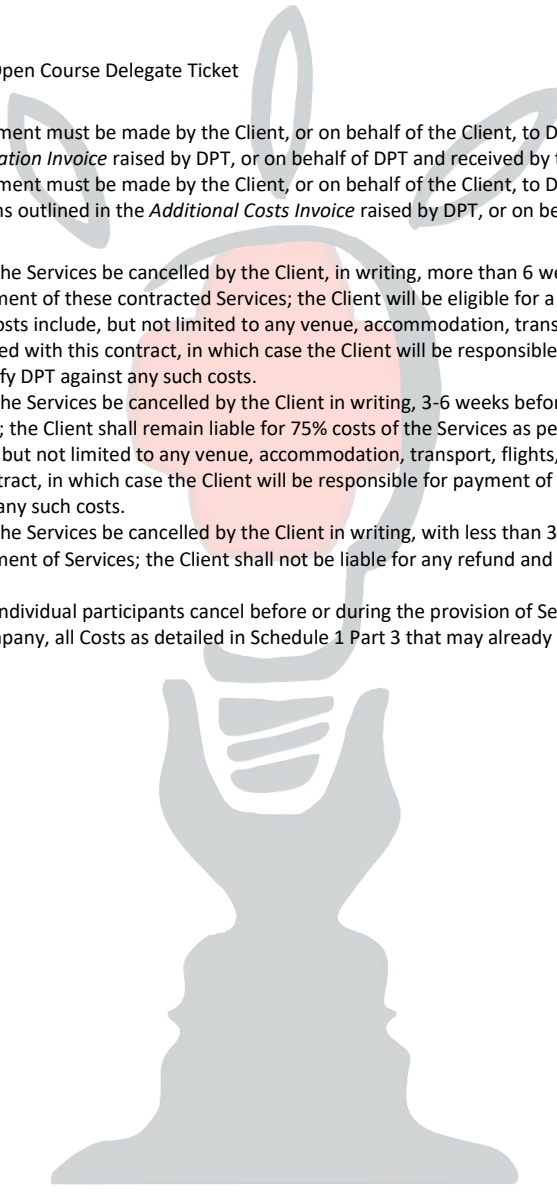 Open Course Delegate Ticket
ment must be made by the Client, or on behalf of the Client, to D
ation Invoice raised by DPT, or on behalf of DPT and received by
ment must be made by the Client, or on behalf of the Client, to D
ns outlined in the Additional Costs Invoice raised by DPT, or on be
he Services be cancelled by the Client, in writing, more than 6 we
ment of these contracted Services; the Client will be eligible for a
osts include, but not limited to any venue, accommodation, trans
ed with this contract, in which case the Client will be responsible
fy DPT against any such costs.
he Services be cancelled by the Client in writing, 3-6 weeks befor
; the Client shall remain liable for 75% costs of the Services as pe
but not limited to any venue, accommodation, transport, flights,
tract, in which case the Client will be responsible for payment of
any such costs.
he Services be cancelled by the Client in writing, with less than 3
ment of Services; the Client shall not be liable for any refund and
individual participants cancel before or during the provision of Se
npany, all Costs as detailed in Schedule 1 Part 3 that may already